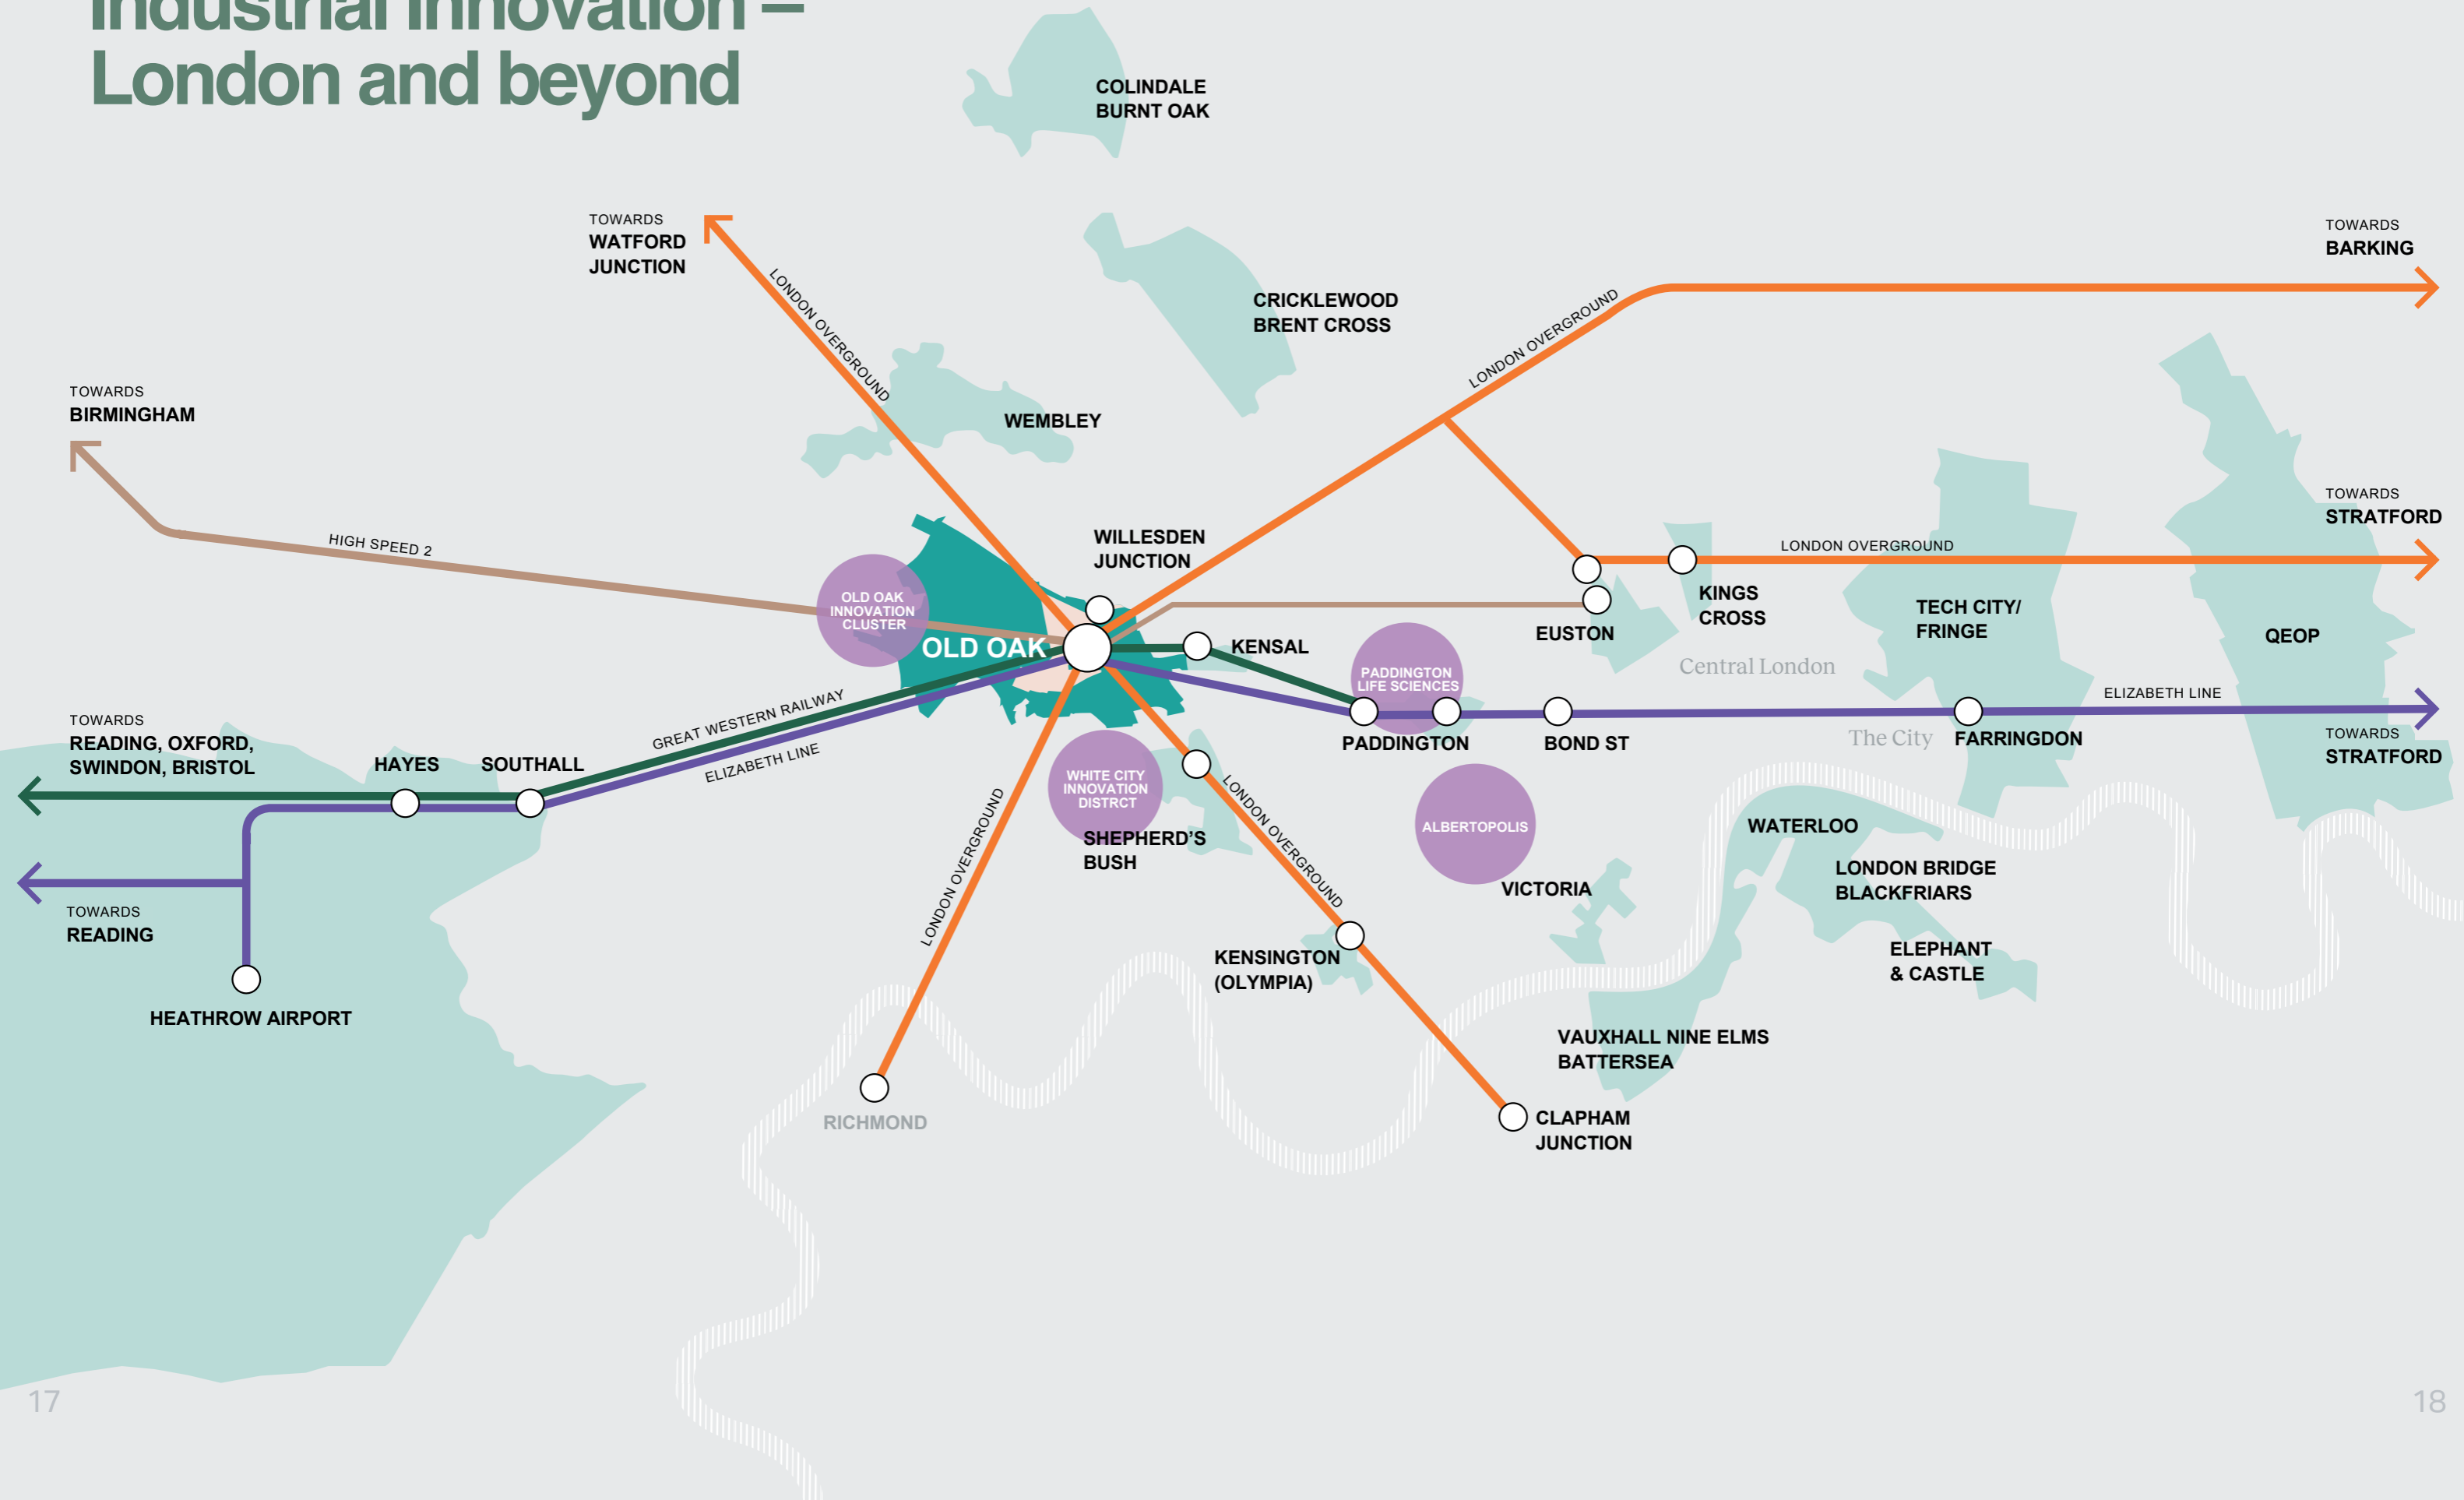 Industrial Innovation –
London and beyond
COLINDALE
BURNT OAK
TOWARDS
WATFORD
JUNCTION
LONDON OVERGROUND
CRICKLEWOOD
BRENT CROSS
LONDON OVERGROUND
TOWARDS
BARKING
TOWARDS
BIRMINGHAM
HIGH SPEED 2
WEMBLEY
WILLESDEN
JUNCTION
TOWARDS
STRATFORD
LONDON OVERGROUND
OLD OAK
INNOVATION
CLUSTER
OLD OAK
KENSAL
EUSTON
KINGS
CROSS
TECH CITY/
FRINGE
QEOP
Central London
PADDINGTON
LIFE SCIENCES
ELIZABETH LINE
PADDINGTON
BOND ST
The City
FARRINGDON
TOWARDS
STRATFORD
TOWARDS
READING, OXFORD,
SWINDON, BRISTOL
HAYES
SOUTHALL
GREAT WESTERN RAILWAY
ELIZABETH LINE
WHITE CITY
INNOVATION
DISTRCT
SHEPHERD’S
BUSH
LONDON OVERGROUND
LONDON OVERGROUND
ALBERTOPOLIS
VICTORIA
WATERLOO
LONDON BRIDGE
BLACKFRIARS
ELEPHANT
& CASTLE
TOWARDS
READING
HEATHROW AIRPORT
KENSINGTON
(OLYMPIA)
VAUXHALL NINE ELMS
BATTERSEA
RICHMOND
CLAPHAM
JUNCTION
17
18